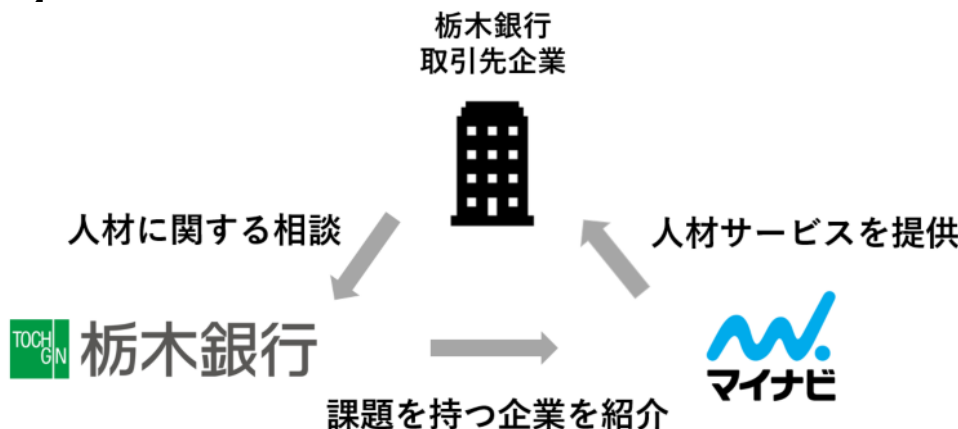 栃木銀行
取引先企業
人材に関する相談
人材サービスを提供
TOCHGIN
栃木銀行
マイナビ
課題を持つ企業を紹介